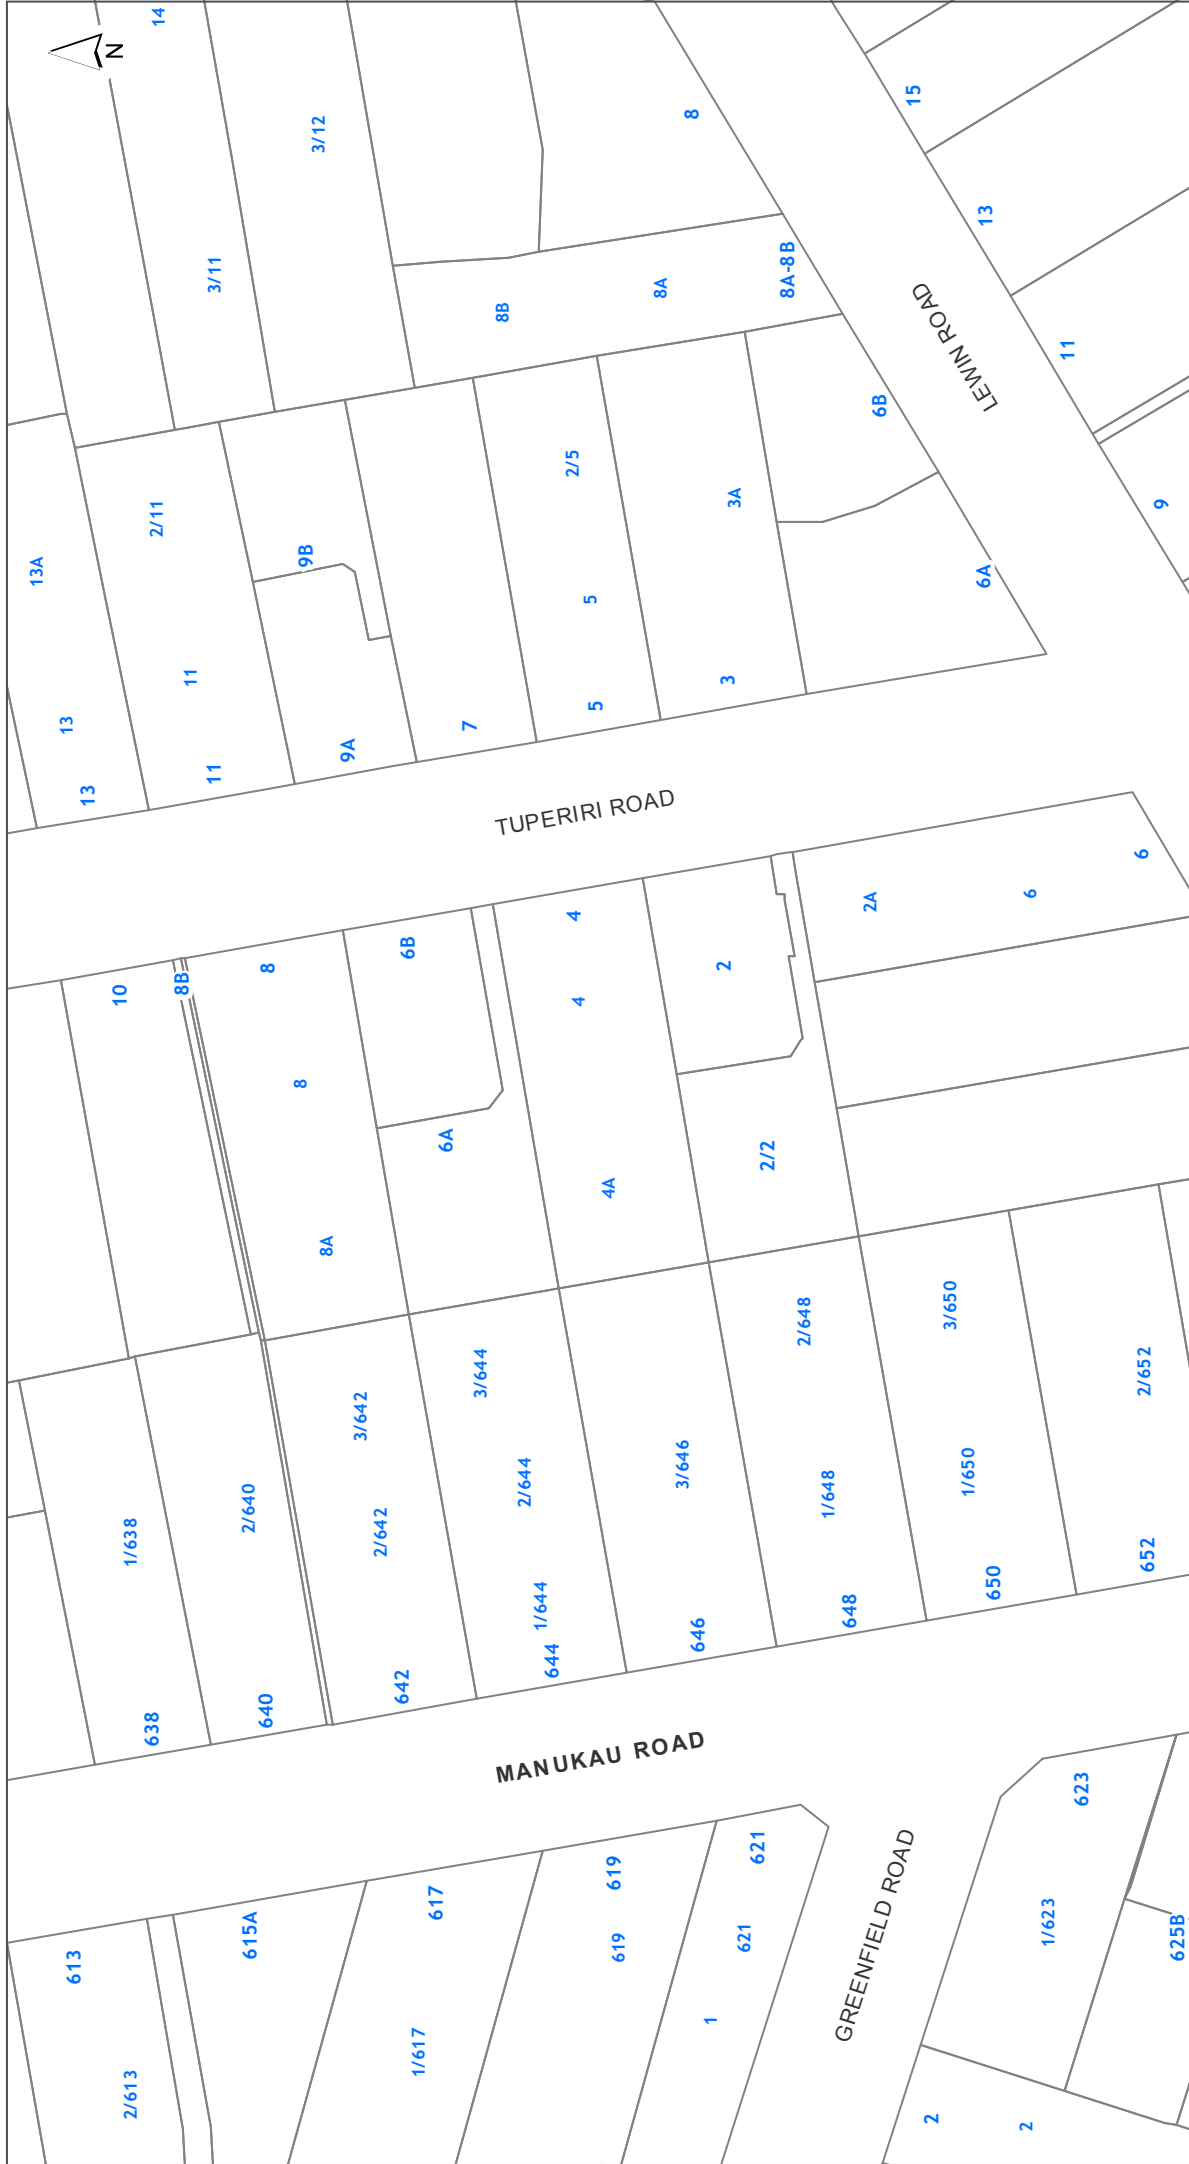 14
N
3/12
8
15
13
3/11
8B
8A
8A-8B
LEWIN ROAD
11
6B
9
13A
2/11
9B
2/5
3A
6A
5
13
11
3
13
11
9A
7
5
TUPERIRI ROAD
6
2A
6
10
8B
8
6B
4
2
4
8
6A
2/2
4A
8A
3/642
3/644
2/648
3/650
2/652
1/638
2/640
2/642
2/644
3/646
1/648
1/650
652
650
648
646
1/644
644
642
640
638
MANUKAU ROAD
623
621
619
617
615A
613
GREENFIELD ROAD
1/623
625B
621
619
1
1/617
2/613
2
2